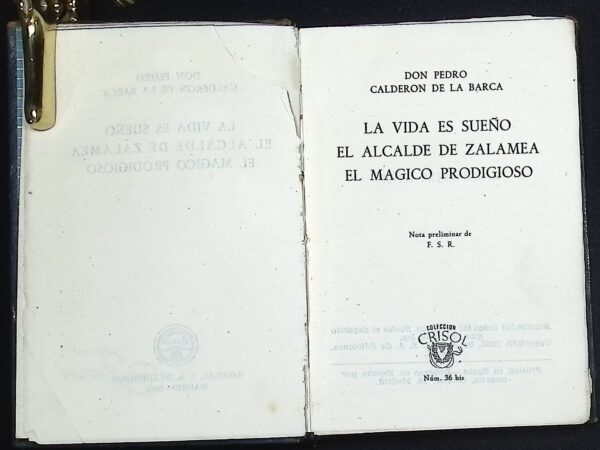 DON PEDRO
CALDERON DE LA BARCA
LA VIDA ES SUEÑO
EL ALCALDE DE ZALAMEA
EL MAGICO PRODIGIOSO
Nota preliminar de
F. S. R.
COLECCION
CRISOL
Núm. 36 bis